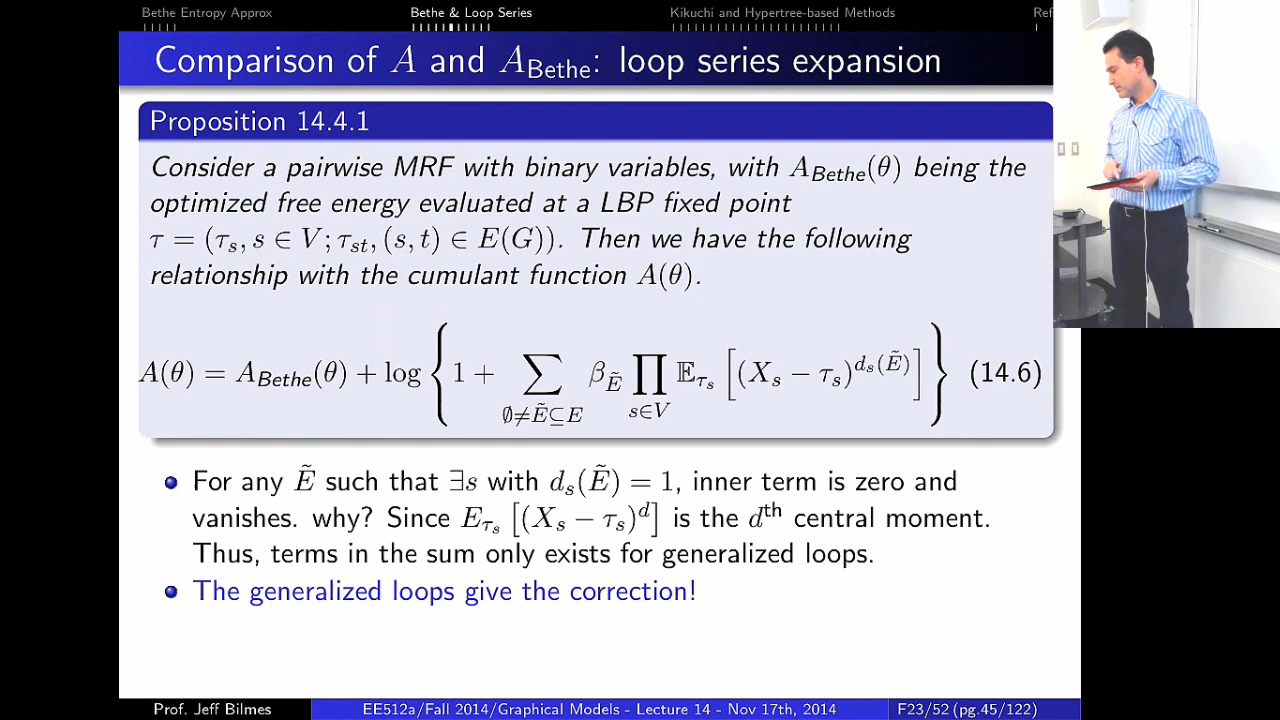 Bethe Entropy Approx Bethe & Loop Series Kikuchi and Hypertree-based Methods Ref
Comparison of A and A_Bethe: loop series expansion
Proposition 14.4.1
Consider a pairwise MRF with binary variables, with A_Bethe(θ) being the
optimized free energy evaluated at a LBP fixed point
τ = (τ_s, s ∈ V; τ_st, (s, t) ∈ E(G)). Then we have the following
relationship with the cumulant function A(θ).
A(θ) = A_Bethe(θ) + log { 1 + ∑_{∅≠Ẽ⊆E} β_Ẽ ∏_{s∈V} 𝔼_{τ_s} [ (X_s − τ_s)^{d_s(Ẽ)} ] } (14.6)
For any Ẽ such that ∃s with d_s(Ẽ) = 1, inner term is zero and
vanishes. why? Since E_{τ_s} [(X_s − τ_s)^d] is the d^th central moment.
Thus, terms in the sum only exists for generalized loops.
The generalized loops give the correction!
Prof. Jeff Bilmes EE512a/Fall 2014/Graphical Models - Lecture 14 - Nov 17th, 2014 F23/52 (pg.45/122)